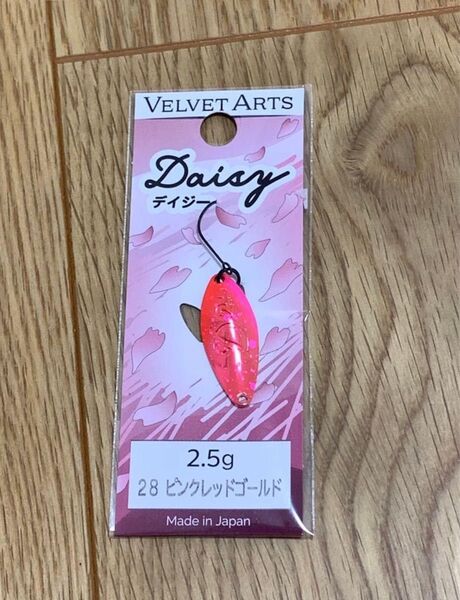 VELVET ARTS
Daisy
デイジー
2.5g
28 ピンクレッドゴールド
Made in Japan